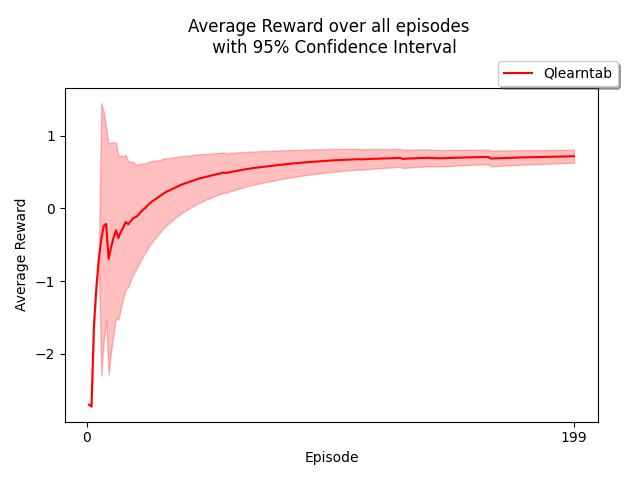 Average Reward over all episodes
with 95% Confidence Interval
Qlearntab
1
0
−1
−2
Average Reward
0
199
Episode